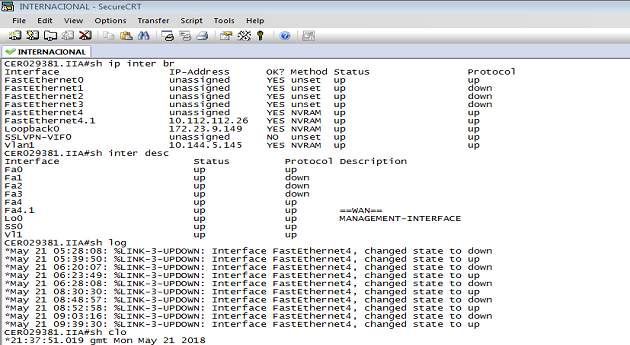 INTERNACIONAL - SecureCRT
File Edit View Options Transfer Script Tools Help
INTERNACIONAL
CER029381.IIA#sh ip inter br
Interface IP-Address OK? Method Status Protocol
FastEthernet0 unassigned YES unset up up
FastEthernet1 unassigned YES unset up down
FastEthernet2 unassigned YES unset up down
FastEthernet3 unassigned YES unset up down
FastEthernet4 unassigned YES NVRAM up up
FastEthernet4.1 10.112.112.26 YES NVRAM up up
Loopback0 172.23.9.149 YES NVRAM up up
SSLVPN-VIF0 unassigned NO unset up up
Vlan1 10.144.5.145 YES NVRAM up up
CER029381.IIA#sh inter desc
Interface Status Protocol Description
Fa0 up up
Fa1 up down
Fa2 up down
Fa3 up down
Fa4 up up
Fa4.1 up up ==WAN==
Lo0 up up MANAGEMENT-INTERFACE
SS0 up up
Vl1 up up
CER029381.IIA#sh log
*May 21 05:28:08: %LINK-3-UPDOWN: Interface FastEthernet4, changed state to down
*May 21 05:39:50: %LINK-3-UPDOWN: Interface FastEthernet4, changed state to up
*May 21 06:20:07: %LINK-3-UPDOWN: Interface FastEthernet4, changed state to down
*May 21 06:23:49: %LINK-3-UPDOWN: Interface FastEthernet4, changed state to up
*May 21 06:28:08: %LINK-3-UPDOWN: Interface FastEthernet4, changed state to down
*May 21 08:30:30: %LINK-3-UPDOWN: Interface FastEthernet4, changed state to up
*May 21 08:48:57: %LINK-3-UPDOWN: Interface FastEthernet4, changed state to down
*May 21 08:52:58: %LINK-3-UPDOWN: Interface FastEthernet4, changed state to up
*May 21 09:03:16: %LINK-3-UPDOWN: Interface FastEthernet4, changed state to down
*May 21 09:39:30: %LINK-3-UPDOWN: Interface FastEthernet4, changed state to up
CER029381.IIA#sh clo
*21:37:51.019 gmt Mon May 21 2018